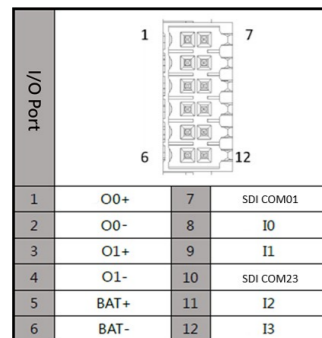 I/O Port
1 7
6 12
1 O0+ 7 SDI COM01
2 O0- 8 I0
3 O1+ 9 I1
4 O1- 10 SDI COM23
5 BAT+ 11 I2
6 BAT- 12 I3